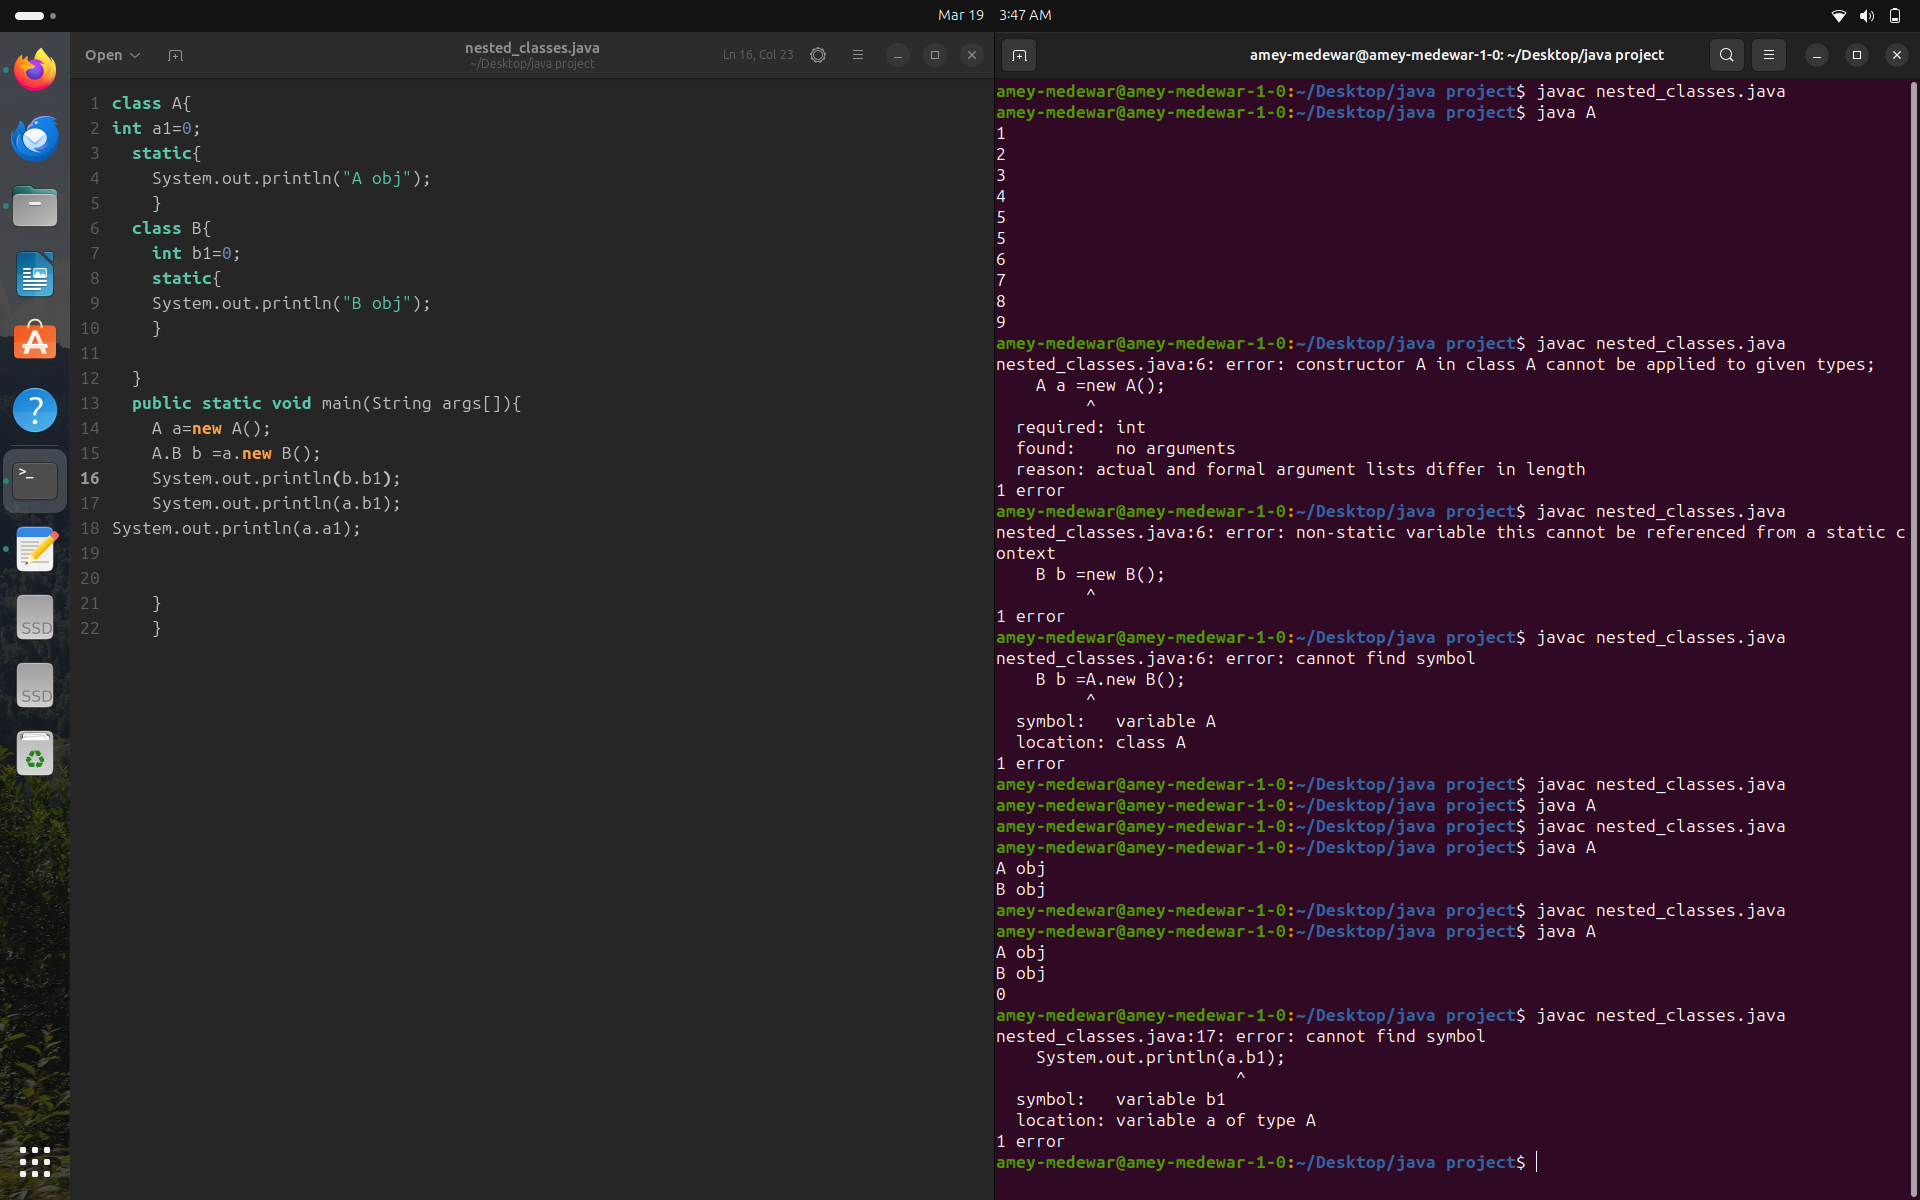 Mar 19 3:47 AM
Open
nested_classes.java
~/Desktop/java project
Ln 16, Col 23
1 class A{
2 int a1=0;
3 static{
4 System.out.println("A obj");
5 }
6 class B{
7 int b1=0;
8 static{
9 System.out.println("B obj");
10 }
11
12 }
13 public static void main(String args[]){
14 A a=new A();
15 A.B b =a.new B();
16 System.out.println(b.b1);
17 System.out.println(a.b1);
18 System.out.println(a.a1);
19
20
21 }
22 }
SSD
SSD
amey-medewar@amey-medewar-1-0: ~/Desktop/java project
amey-medewar@amey-medewar-1-0:~/Desktop/java project$ javac nested_classes.java
amey-medewar@amey-medewar-1-0:~/Desktop/java project$ java A
1
2
3
4
5
5
6
7
8
9
amey-medewar@amey-medewar-1-0:~/Desktop/java project$ javac nested_classes.java
nested_classes.java:6: error: constructor A in class A cannot be applied to given types;
A a =new A();
^
required: int
found:    no arguments
reason: actual and formal argument lists differ in length
1 error
amey-medewar@amey-medewar-1-0:~/Desktop/java project$ javac nested_classes.java
nested_classes.java:6: error: non-static variable this cannot be referenced from a static c
ontext
B b =new B();
^
1 error
amey-medewar@amey-medewar-1-0:~/Desktop/java project$ javac nested_classes.java
nested_classes.java:6: error: cannot find symbol
B b =A.new B();
^
symbol:   variable A
location: class A
1 error
amey-medewar@amey-medewar-1-0:~/Desktop/java project$ javac nested_classes.java
amey-medewar@amey-medewar-1-0:~/Desktop/java project$ java A
amey-medewar@amey-medewar-1-0:~/Desktop/java project$ javac nested_classes.java
amey-medewar@amey-medewar-1-0:~/Desktop/java project$ java A
A obj
B obj
amey-medewar@amey-medewar-1-0:~/Desktop/java project$ javac nested_classes.java
amey-medewar@amey-medewar-1-0:~/Desktop/java project$ java A
A obj
B obj
0
amey-medewar@amey-medewar-1-0:~/Desktop/java project$ javac nested_classes.java
nested_classes.java:17: error: cannot find symbol
System.out.println(a.b1);
^
symbol:   variable b1
location: variable a of type A
1 error
amey-medewar@amey-medewar-1-0:~/Desktop/java project$